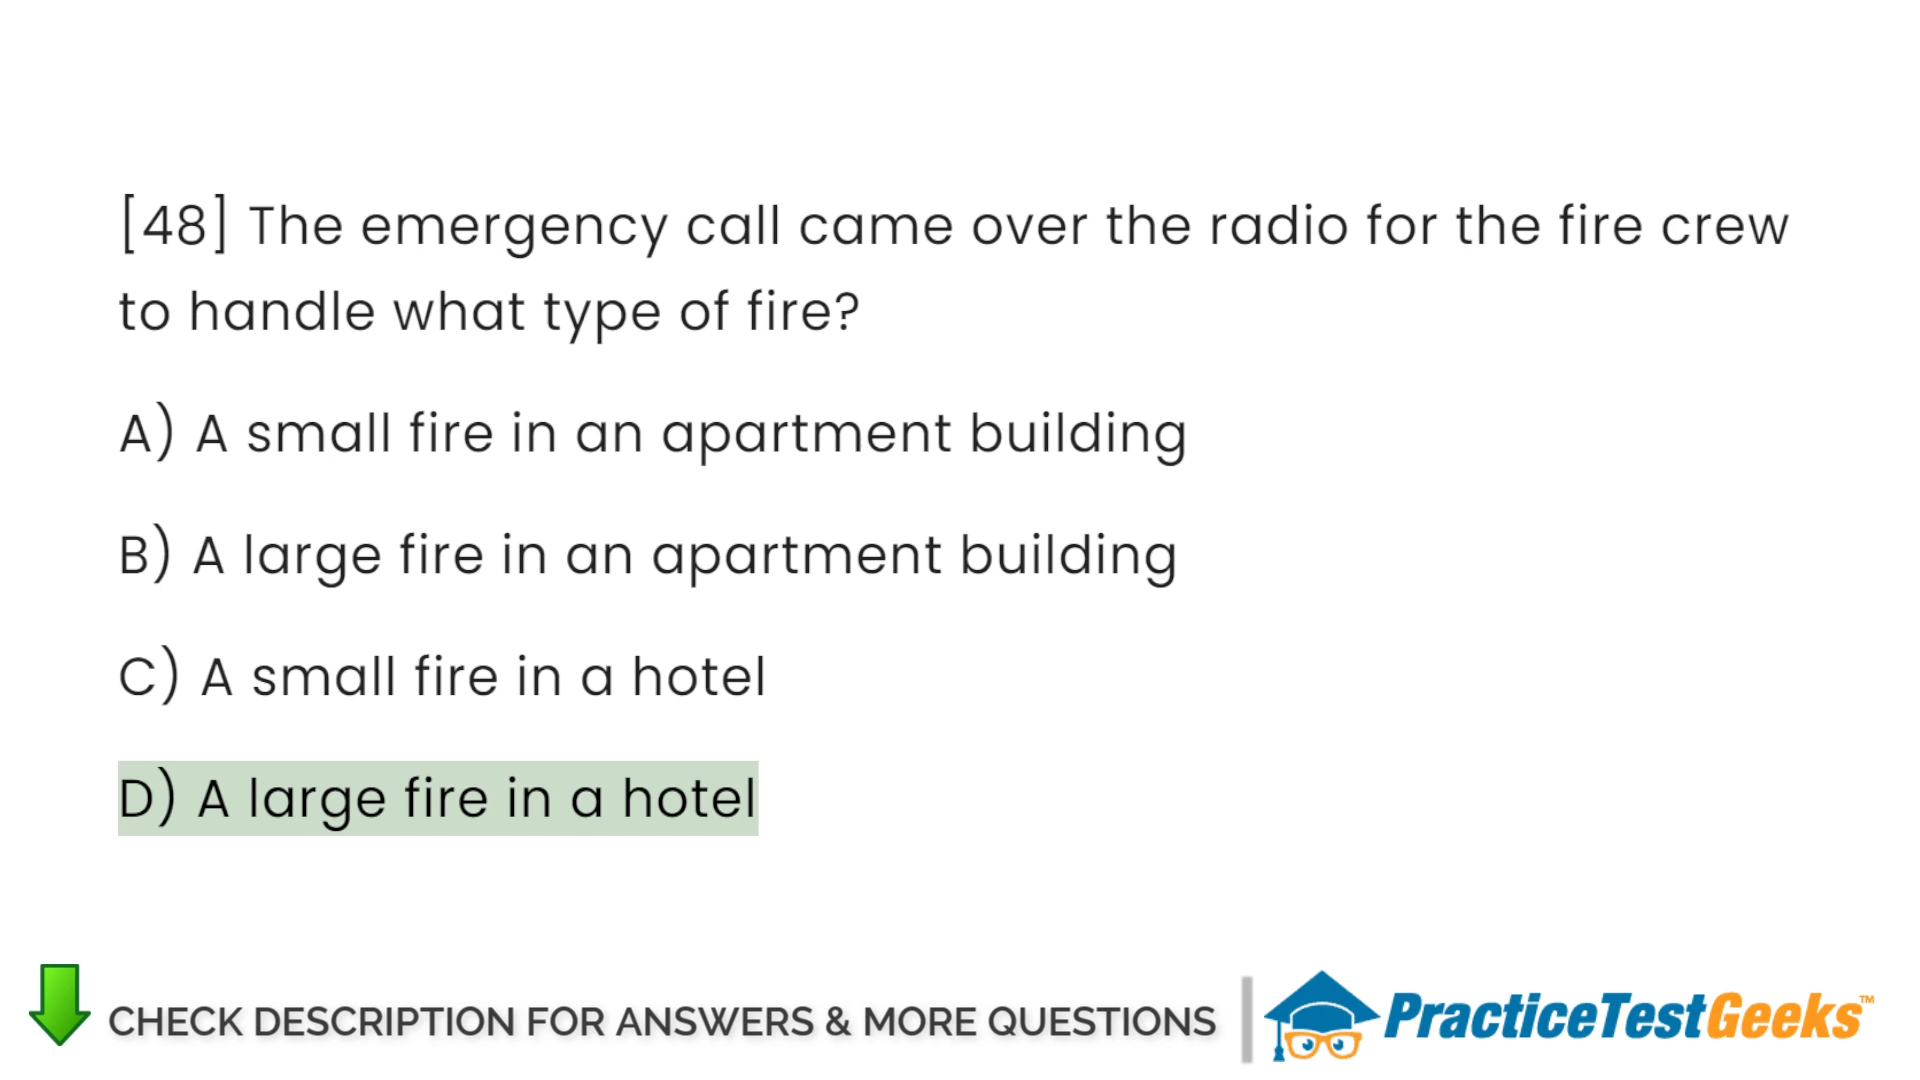 [48] The emergency call came over the radio for the fire crew
to handle what type of fire?
A) A small fire in an apartment building
B) A large fire in an apartment building
C) A small fire in a hotel
D) A large fire in a hotel
CHECK DESCRIPTION FOR ANSWERS & MORE QUESTIONS
PracticeTestGeeks™